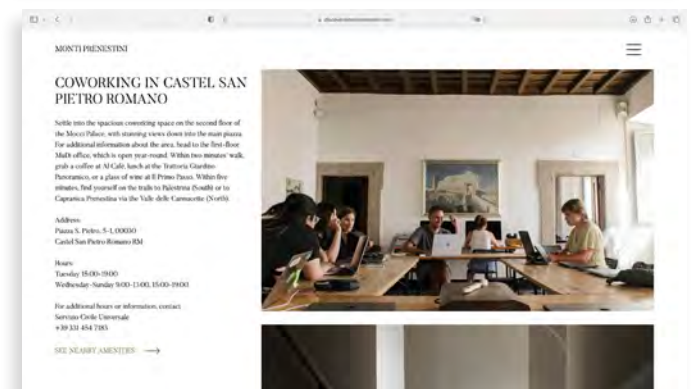 MONTI PRENESTINI
COWORKING IN CASTEL SAN
PIETRO ROMANO
Settle into the spacious coworking space on the second floor of
the Mocci Palace, with stunning views down into the main piazza.
For additional information about the area, head to the first-floor
office, which is open year-round. Within two minutes' walk,
grab a coffee at Al Café, lunch at the Trattoria Giardino
Panoramico, or a glass of wine at Il Primo Passo. Within five
minutes, find yourself on the trails to Palestrina (South) or to
Capranica Prenestina via the Valle delle Cannuccete (North).
Address:
Piazza S. Pietro, 00030
Castel San Pietro Romano RM
Hours:
Tuesday 15:00-19:00
Wednesday-Sunday 9:00-13:00, 15:00-19:00
For additional hours or information, contact
Servizio Civile Universale
+39 331 454 7185
SEE NEARBY AMENITIES